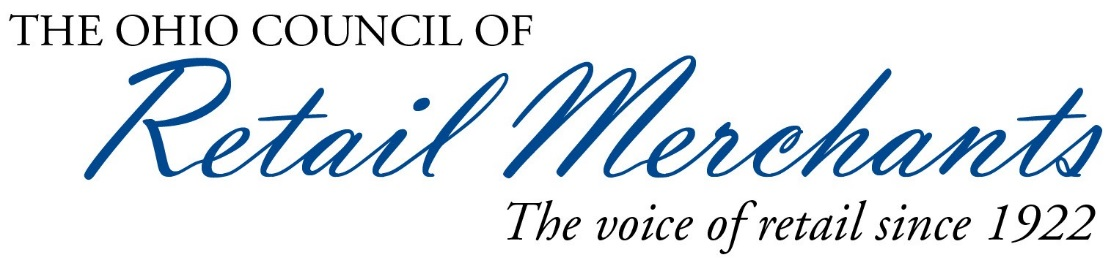 THE OHIO COUNCIL OF
Retail Merchants
The voice of retail since 1922